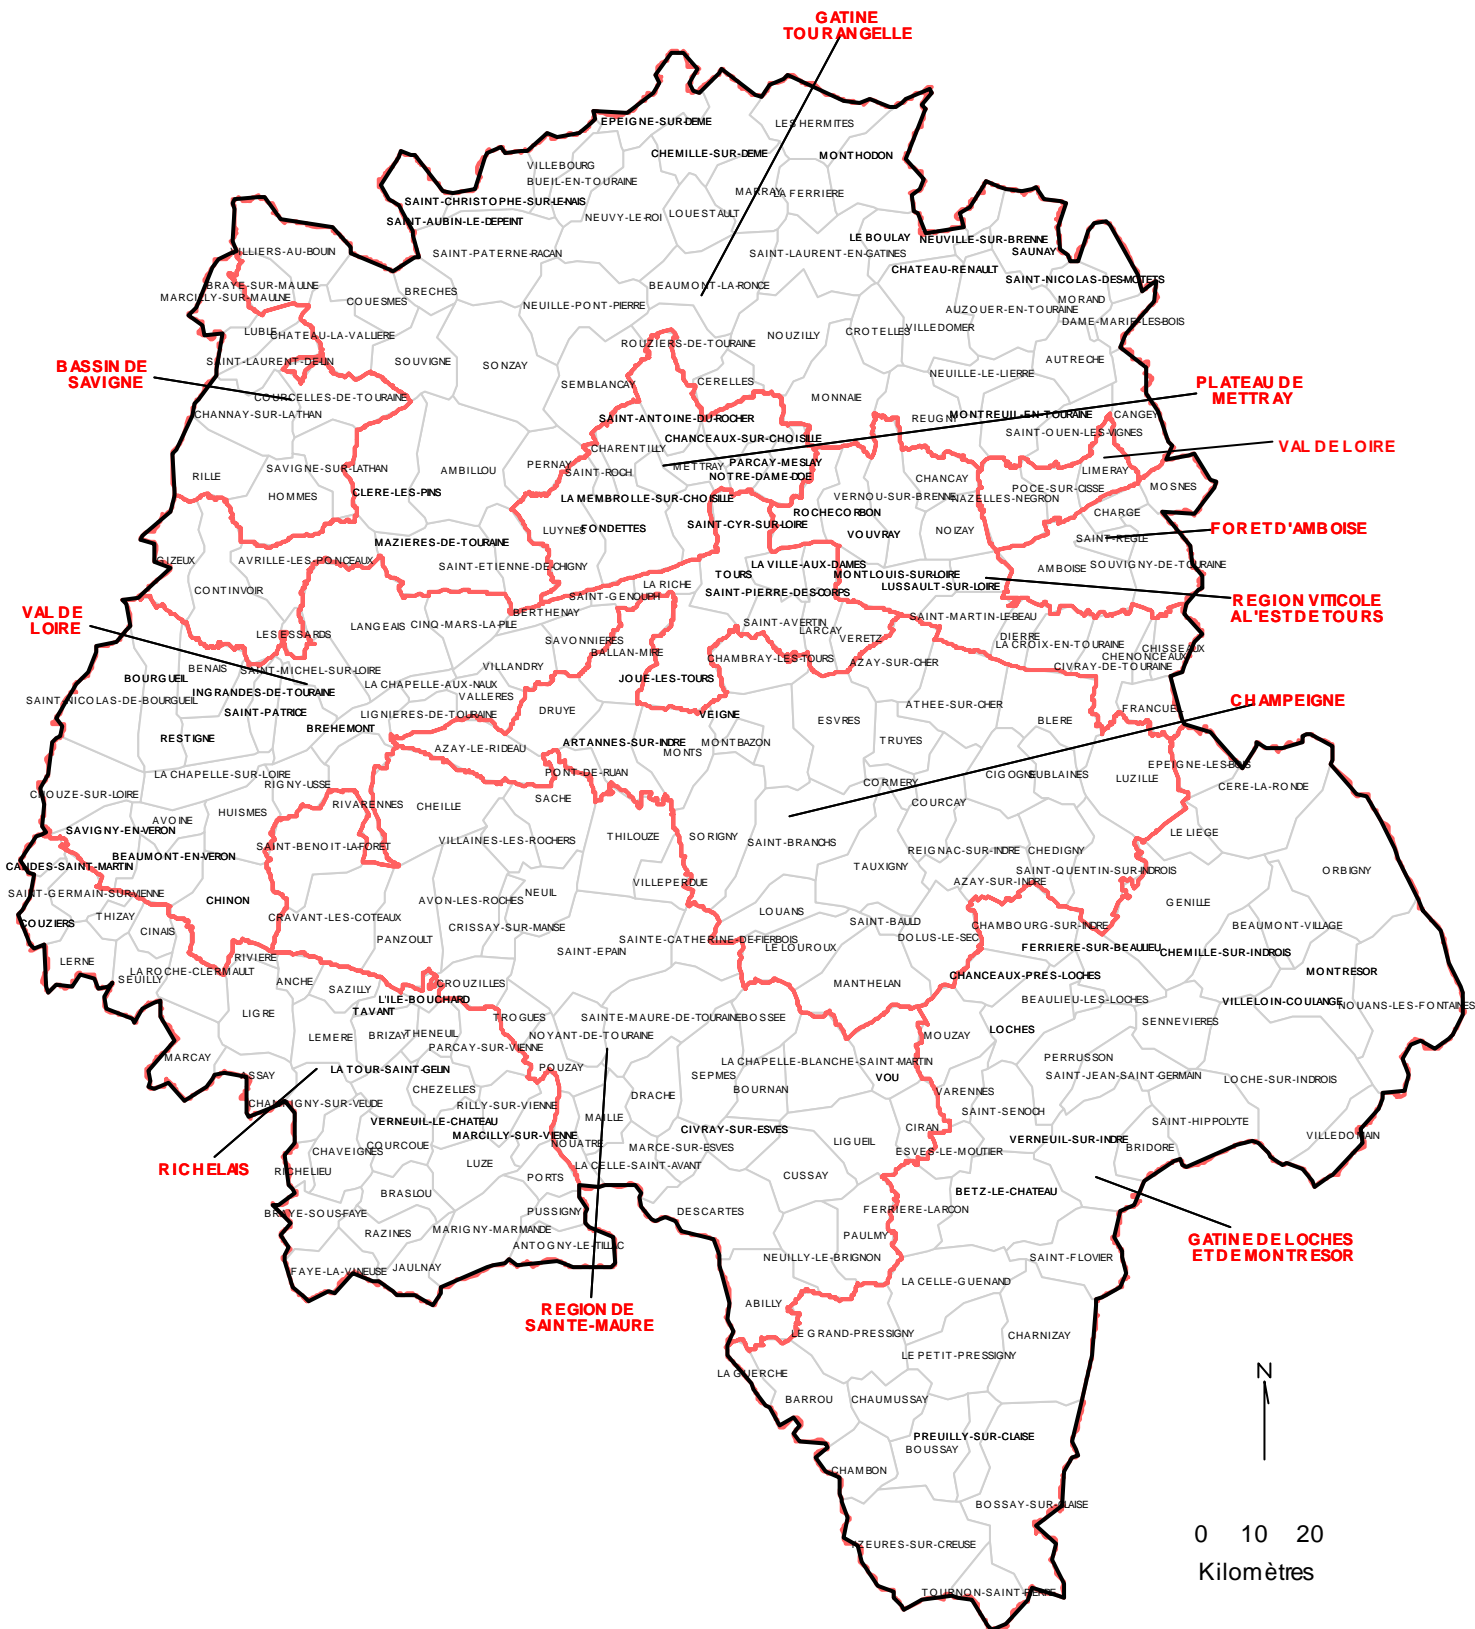 GATINE
TOURANGELLE
EPEIGNE-SUR-DEME
LES HERMITES
CHEMILLE-SUR-DEME
MONTHODON
VILLEBOURG
BUEIL-EN-TOURAINE
MARRAY
LA FERRIERE
SAINT-CHRISTOPHE-SUR-LE-NAIS
SAINT-AUBIN-LE-DEPEINT
NEUVY-LE-ROI
LOUESTAULT
VILLIERS-AU-BOUIN
SAINT-PATERNE-RACAN
SAINT-LAURENT-EN-GATINES
LE BOULAY
NEUVILLE-SUR-BRENNE
SAUNAY
CHATEAU-RENAULT
SAINT-NICOLAS-DES-MOTETS
BRAYE-SUR-MAULNE
MARCILLY-SUR-MAULNE
COUESMES
BRECHES
NEUILLE-PONT-PIERRE
BEAUMONT-LA-RONCE
MORAND
AUZOUER-EN-TOURAINE
DAME-MARIE-LES-BOIS
LUBLE
CHATEAU-LA-VALLIERE
ROUZIERS-DE-TOURAINE
NOUZILLY
CROTELLES
VILLEDOMER
SAINT-LAURENT-DE-LIN
SOUVIGNE
SONZAY
AUTRECHE
BASSIN DE
SAVIGNE
SEMBLANCAY
CERELLES
NEUILLE-LE-LIERRE
PLATEAU DE
METTRAY
COURCELLES-DE-TOURAINE
CHANNAY-SUR-LATHAN
MONNAIE
SAINT-ANTOINE-DU-ROCHER
REUGNY
MONTREUIL-EN-TOURAINE
CANGEY
SAINT-OUEN-LES-VIGNES
CHARENTILLY
CHANCEAUX-SUR-CHOISILLE
VAL DE LOIRE
RILLE
SAVIGNE-SUR-LATHAN
AMBILLOU
PERNAY
SAINT-ROCH
METTRAY
PARCAY-MESLAY
NOTRE-DAME-D'OE
CHANCAY
LIMERAY
POCE-SUR-CISSE
MOSNES
HOMMES
CLERE-LES-PINS
LA MEMBROLLE-SUR-CHOISILLE
VERNOU-SUR-BRENNE
NAZELLES-NEGRON
CHARGE
LUYNES
FONDETTES
SAINT-CYR-SUR-LOIRE
ROCHECORBON
VOUVRAY
NOIZAY
SAINT-REGLE
FORET D'AMBOISE
MAZIERES-DE-TOURAINE
GIZEUX
AVRILLE-LES-PONCEAUX
SAINT-ETIENNE-DE-CHIGNY
LA VILLE-AUX-DAMES
AMBOISE
SOUVIGNY-DE-TOURAINE
CONTINVOIR
LA RICHE
TOURS
MONTLOUIS-SUR-LOIRE
LUSSAULT-SUR-LOIRE
SAINT-GENOUPH
SAINT-PIERRE-DES-CORPS
REGION VITICOLE
A L'EST DE TOURS
VAL DE
LOIRE
BERTHENAY
SAINT-MARTIN-LE-BEAU
LES ESSARDS
LANGEAIS
CINQ-MARS-LA-PILE
SAVONNIERES
BALLAN-MIRE
SAINT-AVERTIN
LARCAY
VERETZ
DIERRE
LA CROIX-EN-TOURAINE
CHISSEAUX
CHENONCEAUX
CIVRAY-DE-TOURAINE
BENAIS
SAINT-MICHEL-SUR-LOIRE
VILLANDRY
CHAMBRAY-LES-TOURS
AZAY-SUR-CHER
BOURGUEIL
INGRANDES-DE-TOURAINE
LA CHAPELLE-AUX-NAUX
VALLERES
JOUE-LES-TOURS
SAINT-NICOLAS-DE-BOURGUEIL
SAINT-PATRICE
BREHEMONT
LIGNIERES-DE-TOURAINE
DRUYE
VEIGNE
ESVRES
ATHEE-SUR-CHER
BLERE
FRANCUEIL
CHAMPEIGNE
RESTIGNE
AZAY-LE-RIDEAU
ARTANNES-SUR-INDRE
MONTS
MONTBAZON
TRUYES
LA CHAPELLE-SUR-LOIRE
RIGNY-USSE
PONT-DE-RUAN
CORMERY
CIGOGNE
SUBLAINES
LUZILLE
EPEIGNE-LES-BOIS
CERE-LA-RONDE
CHOUZE-SUR-LOIRE
HUISMES
RIVARENNES
CHEILLE
SACHE
COURCAY
AVOINE
SAVIGNY-EN-VERON
SAINT-BENOIT-LA-FORET
VILLAINES-LES-ROCHERS
THILOUZE
SORIGNY
SAINT-BRANCHS
LE LIEGE
BEAUMONT-EN-VERON
REIGNAC-SUR-INDRE
CHEDIGNY
CANDES-SAINT-MARTIN
SAINT-GERMAIN-SUR-VIENNE
TAUXIGNY
SAINT-QUENTIN-SUR-INDROIS
AZAY-SUR-INDRE
ORBIGNY
CHINON
AVON-LES-ROCHES
NEUIL
VILLEPERDUE
GENILLE
COUZIERS
THIZAY
CINAIS
CRAVANT-LES-COTEAUX
PANZOULT
CRISSAY-SUR-MANSE
LOUANS
SAINT-BAULD
DOLUS-LE-SEC
CHAMBOURG-SUR-INDRE
BEAUMONT-VILLAGE
SAINT-EPAIN
SAINTE-CATHERINE-DE-FIERBOIS
LE LOUROUX
FERRIERE-SUR-BEAULIEU
CHEMILLE-SUR-INDROIS
LERNE
SEUILLY
LA ROCHE-CLERMAULT
RIVIERE
ANCHE
SAZILLY
CROUZILLES
MANTHELAN
CHANCEAUX-PRES-LOCHES
MONTRESOR
LIGRE
L'ILE-BOUCHARD
TAVANT
TROGUES
SAINTE-MAURE-DE-TOURAINE
BOSSEE
BEAULIEU-LES-LOCHES
VILLELOIN-COULANGE
NOUANS-LES-FONTAINES
SENNEVIERES
LEMERE
BRIZAY
THENEUIL
PARCAY-SUR-VIENNE
NOYANT-DE-TOURAINE
MOUZAY
LOCHES
MARCAY
ASSAY
LA TOUR-SAINT-GELIN
POUZAY
SEPMES
LA CHAPELLE-BLANCHE-SAINT-MARTIN
VOU
PERRUSSON
SAINT-JEAN-SAINT-GERMAIN
LOCHE-SUR-INDROIS
CHAMPIGNY-SUR-VEUDE
CHEZELLES
RILLY-SUR-VIENNE
DRACHE
BOURNAN
VARENNES
SAINT-SENOCH
VERNEUIL-LE-CHATEAU
MARCILLY-SUR-VIENNE
MAILLE
CIVRAY-SUR-ESVES
CIRAN
SAINT-HIPPOLYTE
VILLEDOMAIN
RICHELAIS
CHAVEIGNES
COURCOUE
NOUATRE
MARCE-SUR-ESVES
LIGUEIL
ESVES-LE-MOUTIER
VERNEUIL-SUR-INDRE
BRIDORE
RICHELIEU
LUZE
LA CELLE-SAINT-AVANT
PORTS
CUSSAY
BRASLOU
BETZ-LE-CHATEAU
BRAYE-SOUS-FAYE
PUSSIGNY
DESCARTES
FERRIERE-LARCON
RAZINES
MARIGNY-MARMANDE
ANTOGNY-LE-TILLAC
PAULMY
GATINE DE LOCHES
ET DE MONTRESOR
FAYE-LA-VINEUSE
JAULNAY
NEUILLY-LE-BRIGNON
SAINT-FLOVIER
LA CELLE-GUENAND
REGION DE
SAINTE-MAURE
ABILLY
LE GRAND-PRESSIGNY
CHARNIZAY
LE PETIT-PRESSIGNY
LA GUERCHE
BARROU
CHAUMUSSAY
N
PREUILLY-SUR-CLAISE
BOUSSAY
CHAMBON
BOSSAY-SUR-CLAISE
0 10 20
Kilomètres
YZEURES-SUR-CREUSE
TOURNON-SAINT-PIERRE